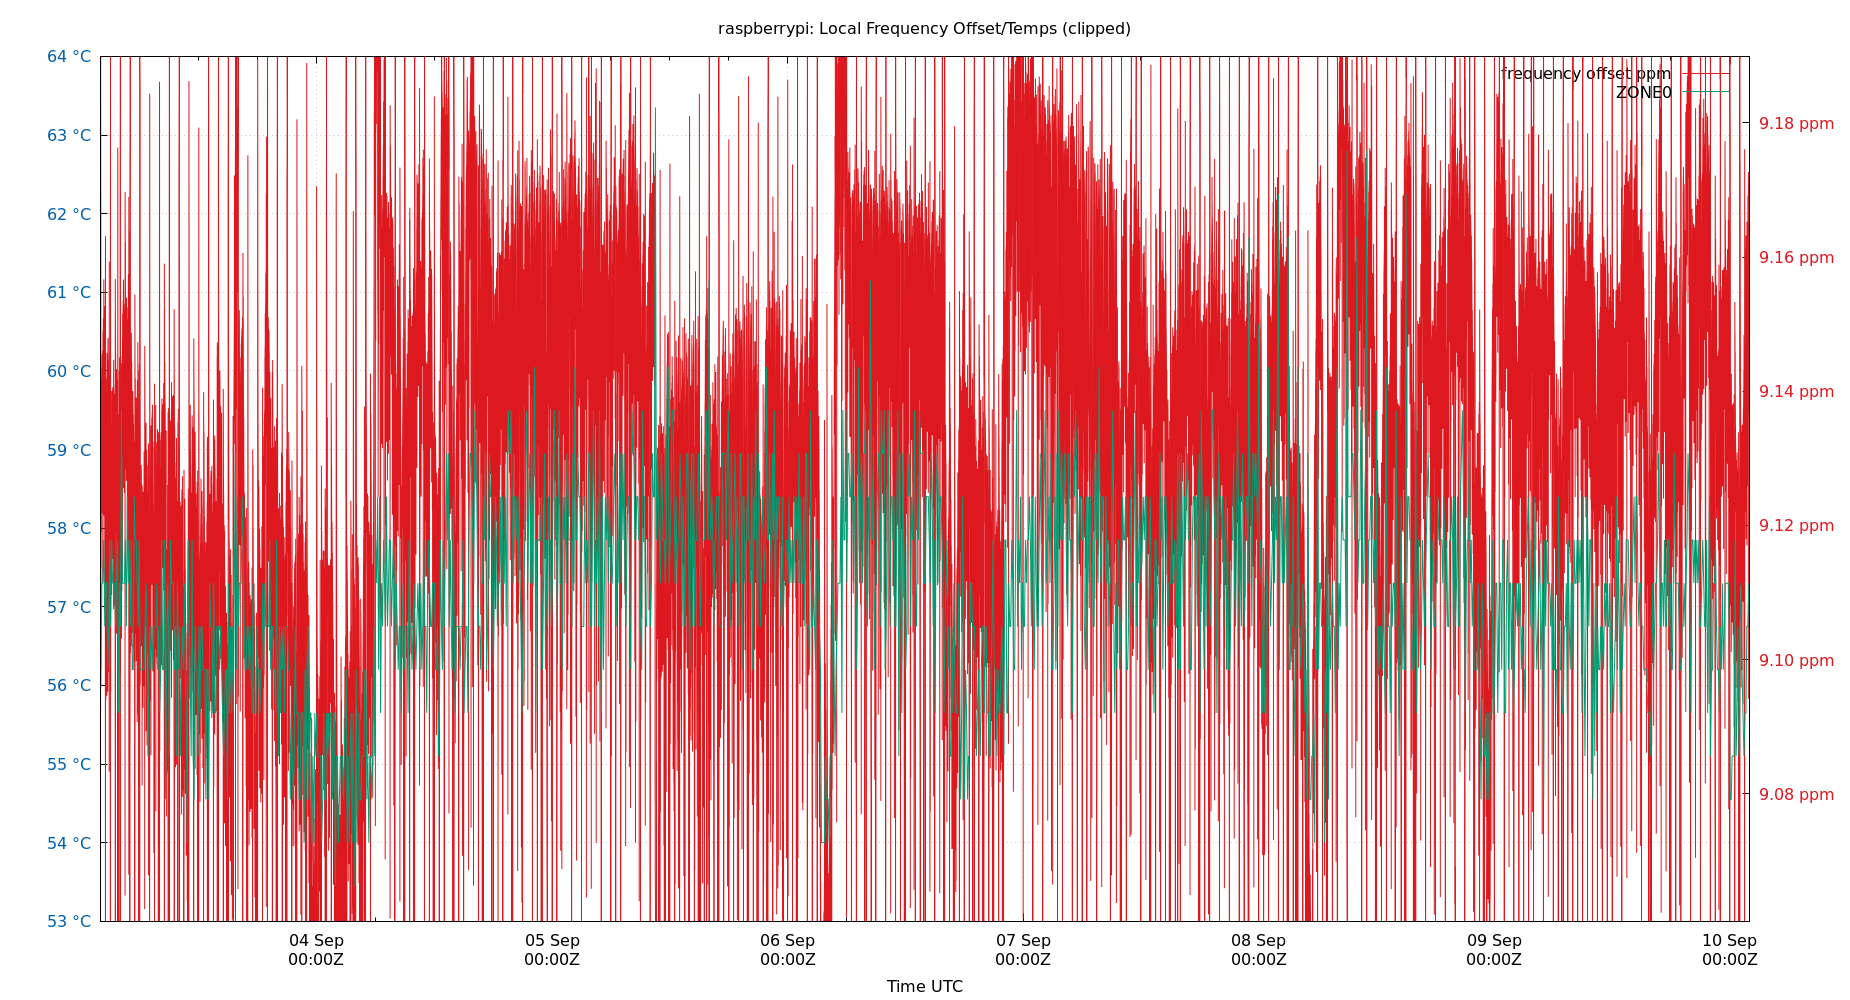 raspberrypi: Local Frequency Offset/Temps (clipped)
64 °C
63 °C
62 °C
61 °C
60 °C
59 °C
58 °C
57 °C
56 °C
55 °C
54 °C
53 °C
frequency offset ppm
ZONE0
9.18 ppm
9.16 ppm
9.14 ppm
9.12 ppm
9.10 ppm
9.08 ppm
04 Sep
00:00Z
05 Sep
00:00Z
06 Sep
00:00Z
07 Sep
00:00Z
08 Sep
00:00Z
09 Sep
00:00Z
10 Sep
00:00Z
Time UTC